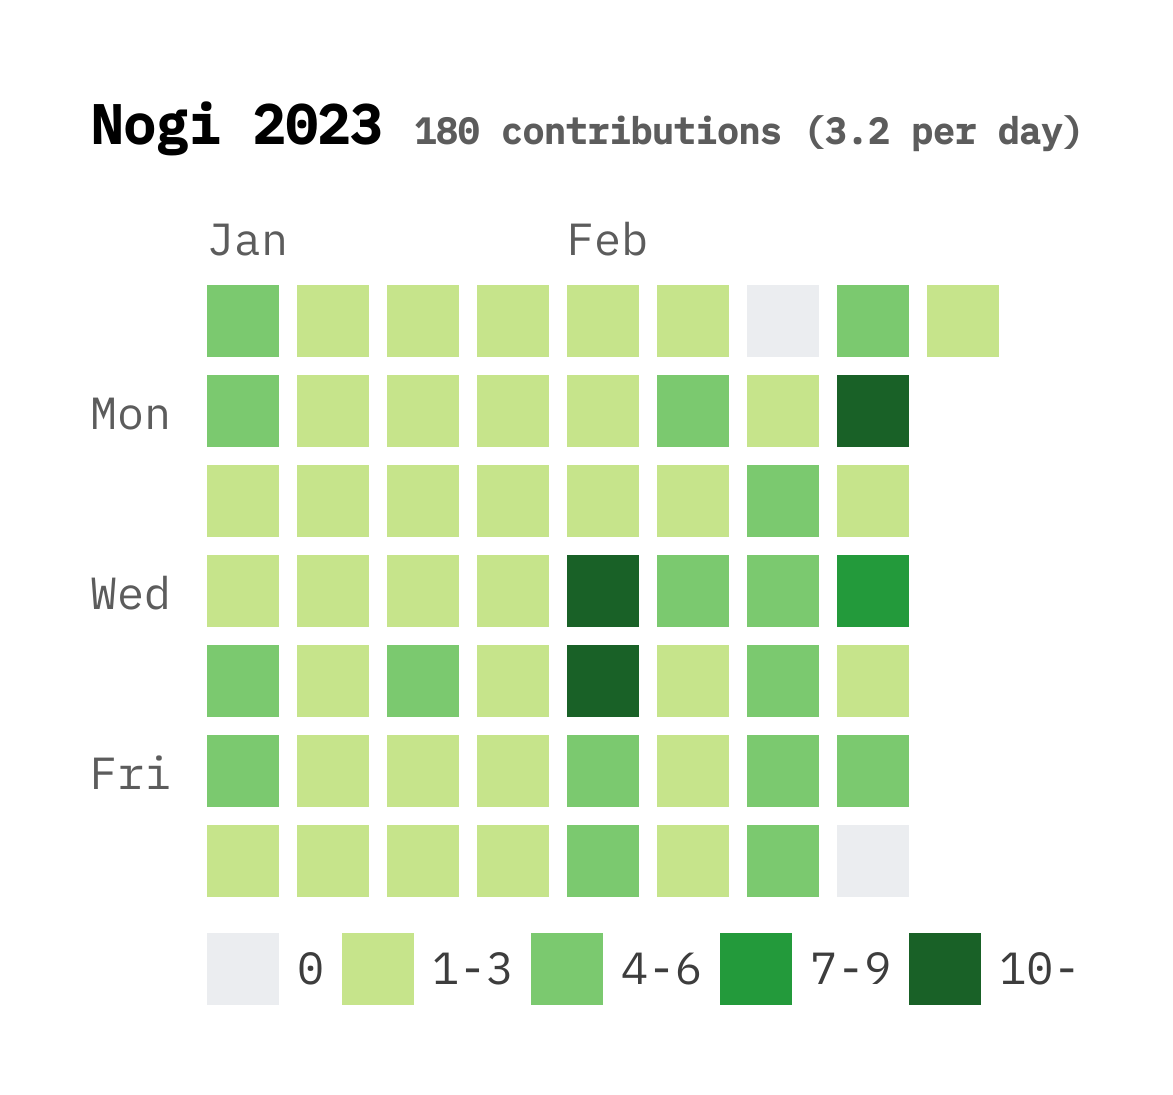 Nogi 2023 180 contributions (3.2 per day)
Jan Feb
Mon
Wed
Fri
0 1-3 4-6 7-9 10-